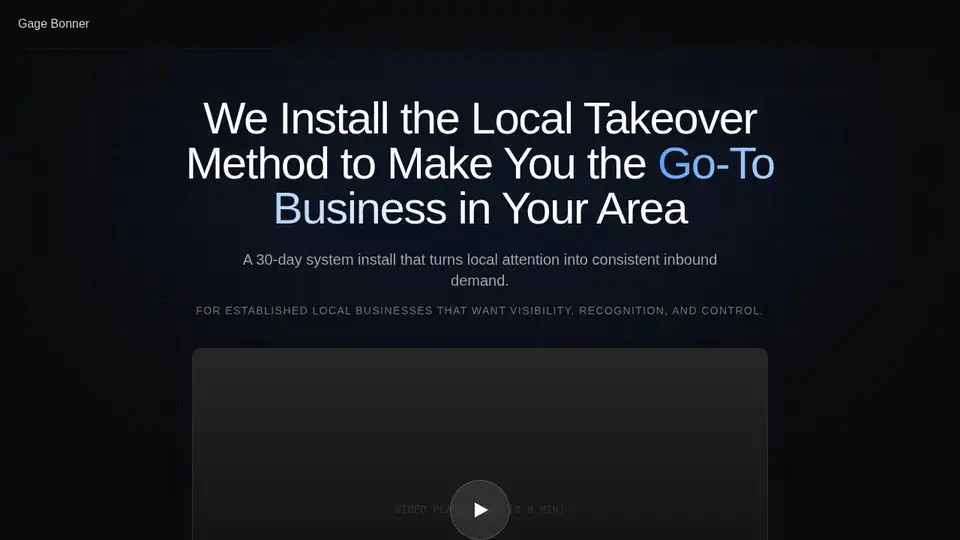 Gage Bonner
We Install the Local Takeover
Method to Make You the Go-To
Business in Your Area
A 30-day system install that turns local attention into consistent inbound
demand.
FOR ESTABLISHED LOCAL BUSINESSES THAT WANT VISIBILITY, RECOGNITION, AND CONTROL.
VIDEO 8 MIN)